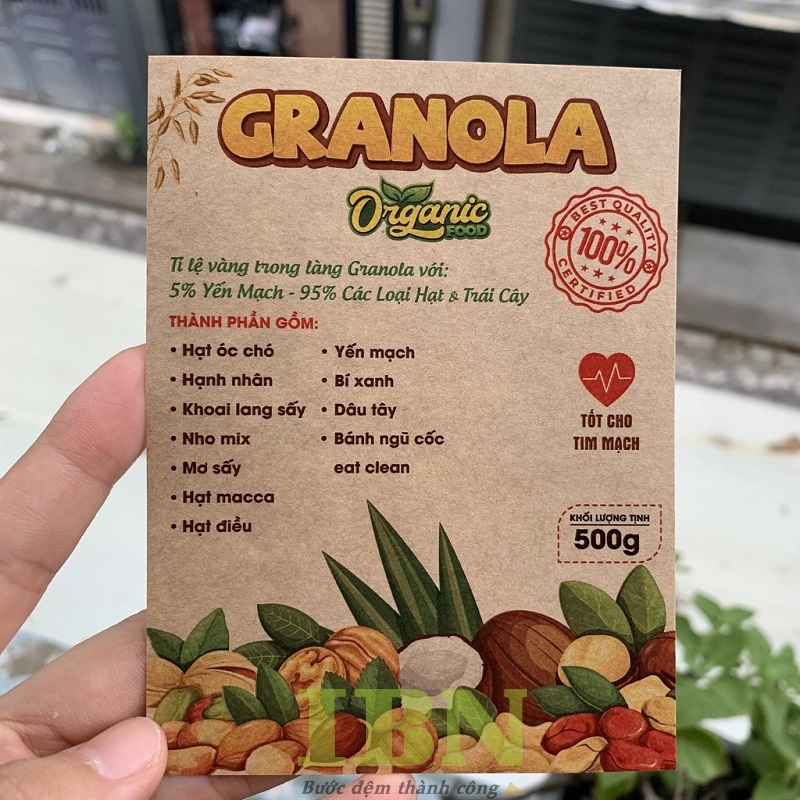 GRANOLA
Organic
FOOD
BEST QUALITY
100%
CERTIFIED
Tỉ lệ vàng trong làng Granola với:
5% Yến Mạch - 95% Các Loại Hạt & Trái Cây
THÀNH PHẦN GỒM:
• Hạt óc chó
• Hạnh nhân
• Khoai lang sấy
• Nho mix
• Mơ sấy
• Hạt macca
• Hạt điều
• Yến mạch
• Bí xanh
• Dâu tây
• Bánh ngũ cốc
eat clean
TỐT CHO
TIM MẠCH
KHỐI LƯỢNG TỊNH
500g
IBN
Bước đệm thành công